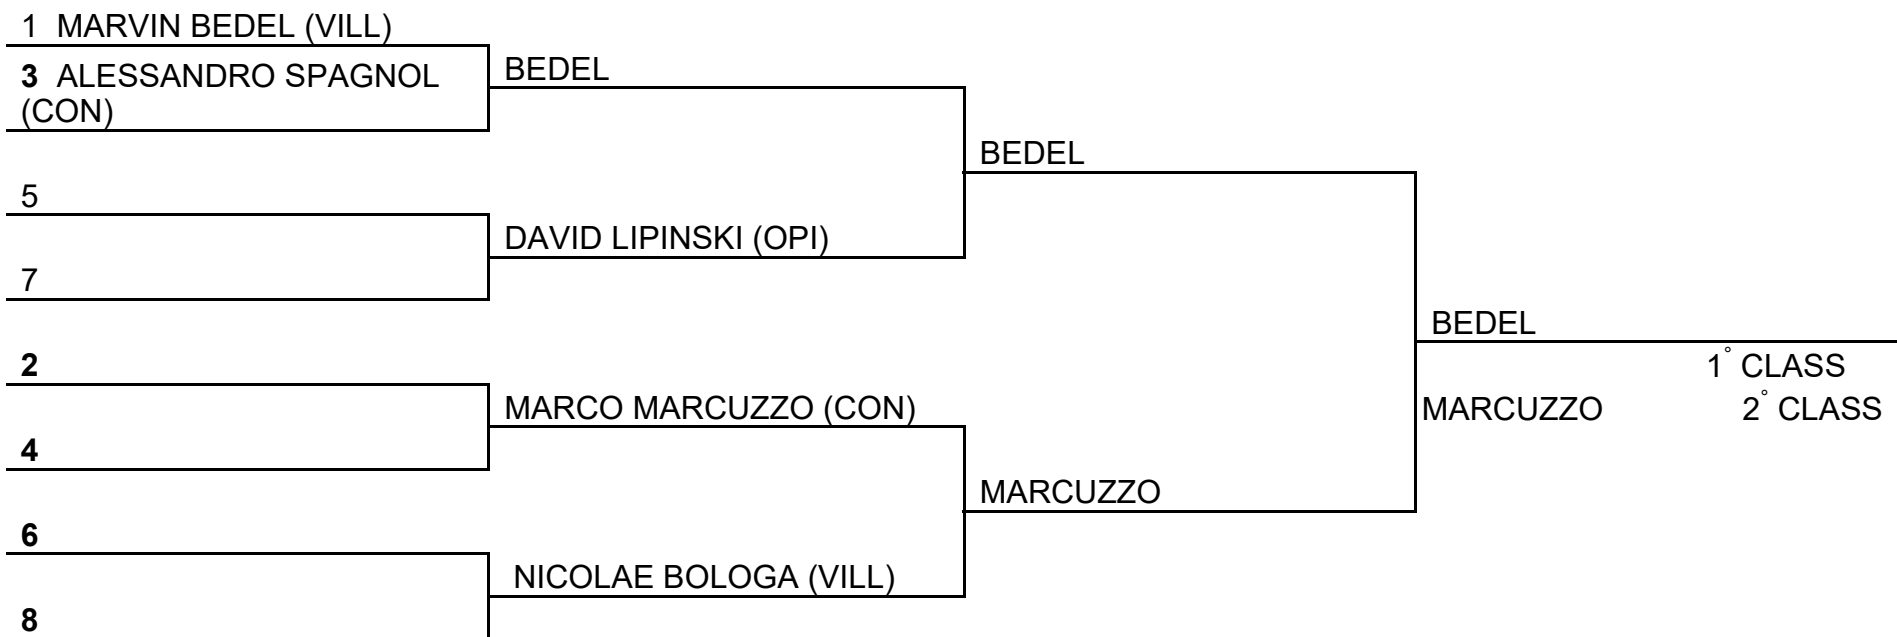 1 MARVIN BEDEL (VILL)
3 ALESSANDRO SPAGNOL
(CON)
BEDEL
BEDEL
5
DAVID LIPINSKI (OPI)
7
BEDEL
2
1° CLASS
MARCO MARCUZZO (CON)
MARCUZZO 2° CLASS
4
MARCUZZO
6
NICOLAE BOLOGA (VILL)
8